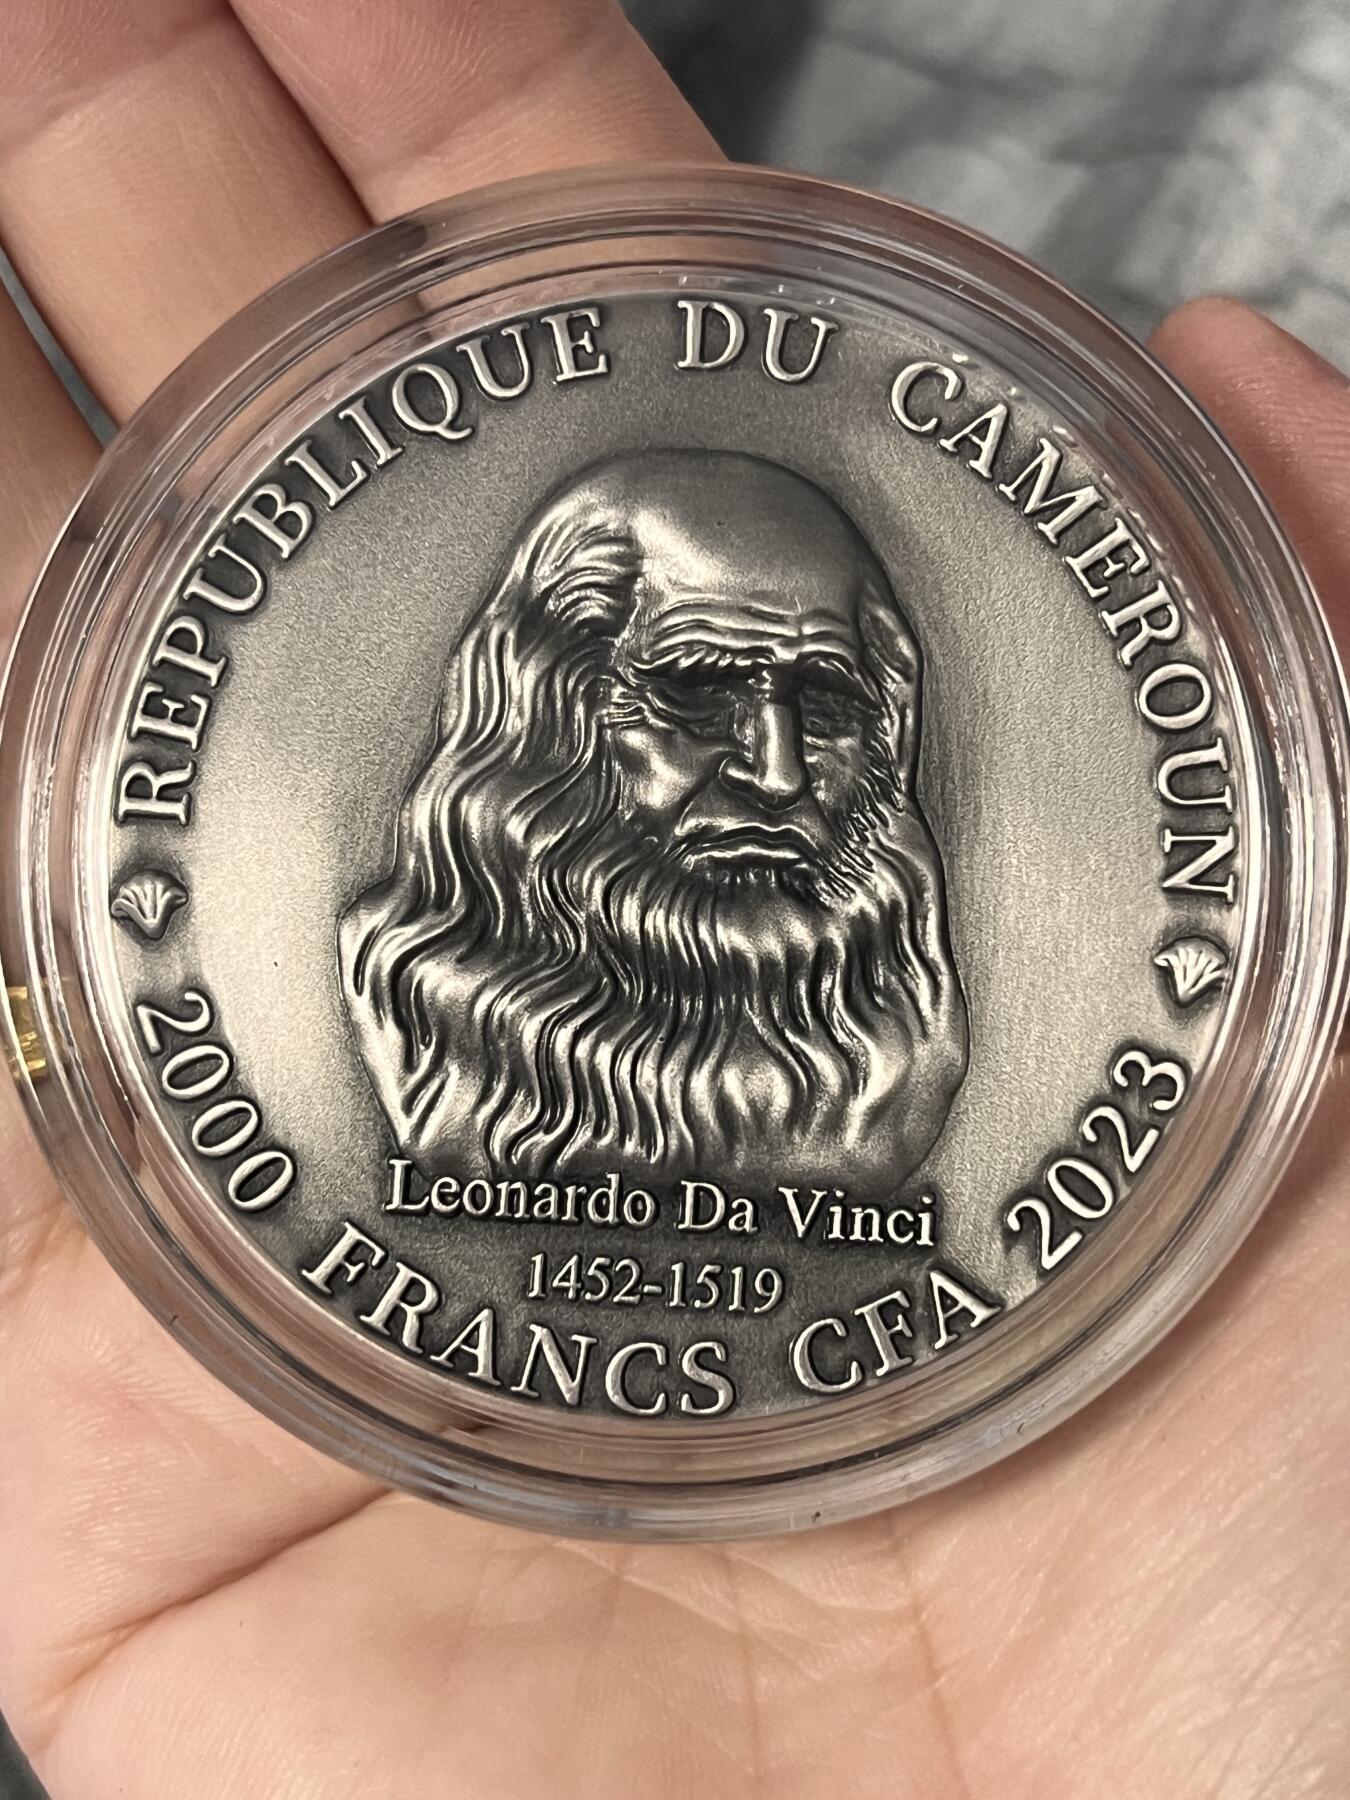 REPUBLIQUE DU CAMEROUN
Leonardo Da Vinci
1452-1519
2000 FRANCS CFA 2023